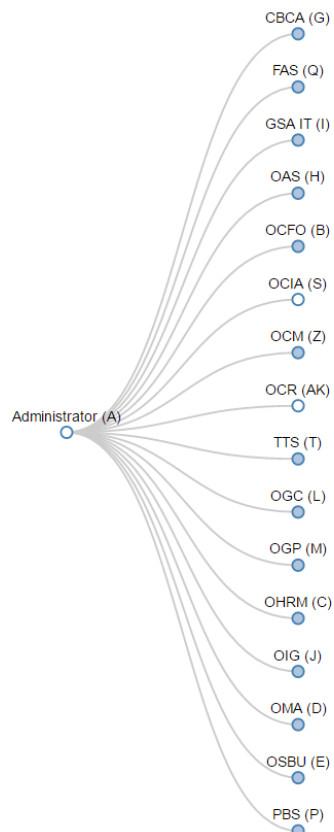 CBCA (G)
FAS (Q)
GSA IT (I)
OAS (H)
OCFO (B)
OCIA (S)
OCM (Z)
OCR (AK)
Administrator (A)
TTS (T)
OGC (L)
OGP (M)
OHRM (C)
OIG (J)
OMA (D)
OSBU (E)
PBS (P)